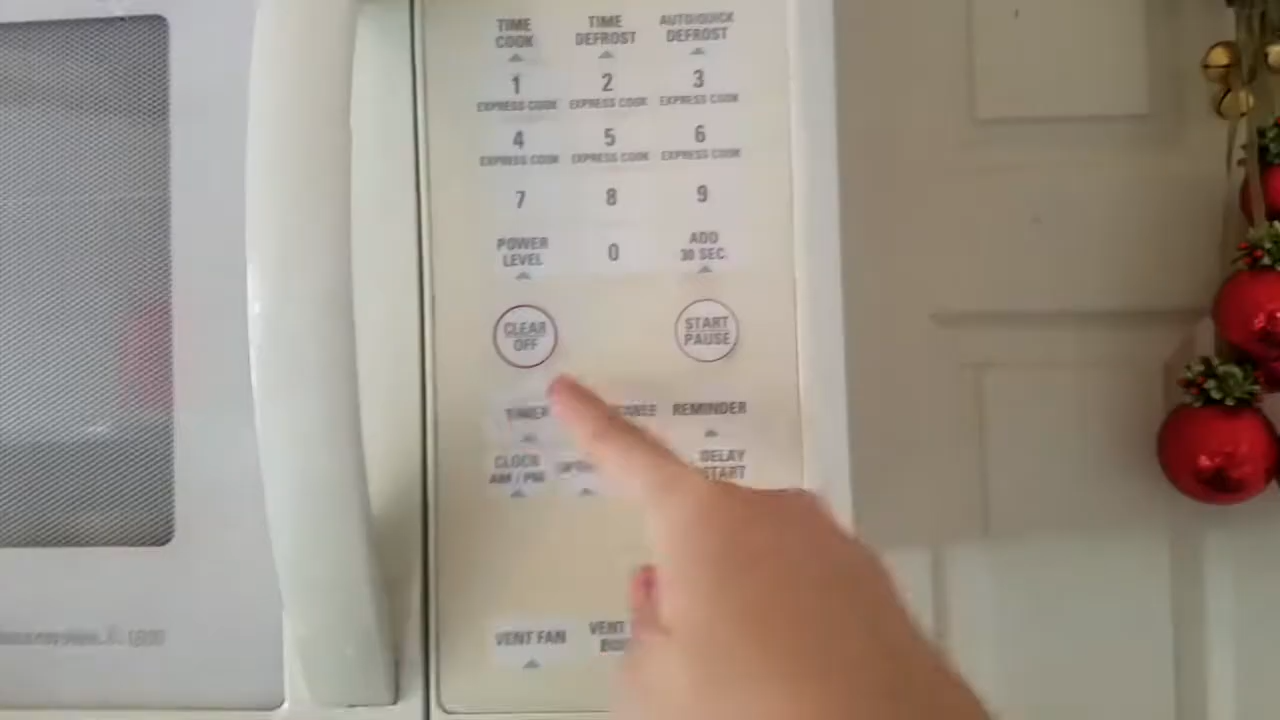 TIME COOK
TIME DEFROST
AUTO/QUICK DEFROST
1
EXPRESS COOK
2
EXPRESS COOK
3
EXPRESS COOK
4
EXPRESS COOK
5
EXPRESS COOK
6
EXPRESS COOK
7
8
9
POWER LEVEL
0
ADD 30 SEC
CLEAR OFF
START PAUSE
TIMER
REMINDER
CLOCK AM / PM
DELAY START
VENT FAN
VENT